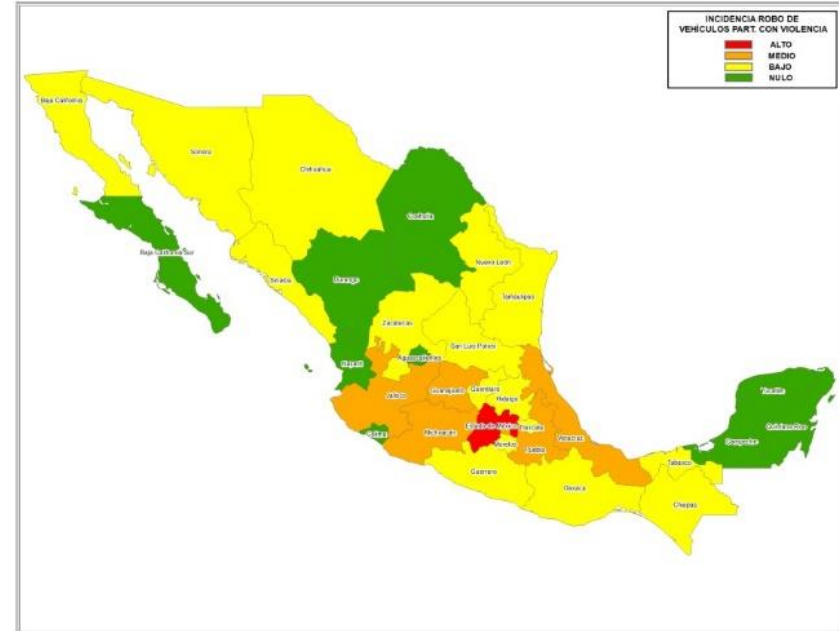 INCIDENCIA ROBO DE
VEHÍCULOS PART. CON VIOLENCIA
ALTO
MEDIO
BAJO
NULO
Baja California
Sonora
Chihuahua
Coahuila
Baja California Sur
Sinaloa
Durango
Nuevo León
Tamaulipas
Zacatecas
San Luis Potosí
Nayarit
Aguascalientes
Jalisco
Guanajuato
Querétaro
Hidalgo
Yucatán
Quintana Roo
Campeche
Colima
Michoacán
Estado de México
Tlaxcala
Morelos
Puebla
Veracruz
Tabasco
Guerrero
Oaxaca
Chiapas